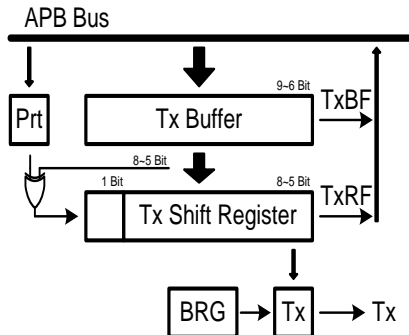 APB Bus
9~6 Bit
TxBF
Prt
Tx Buffer
8~5 Bit
1 Bit
8~5 Bit
TxRF
Tx Shift Register
BRG
Tx
Tx